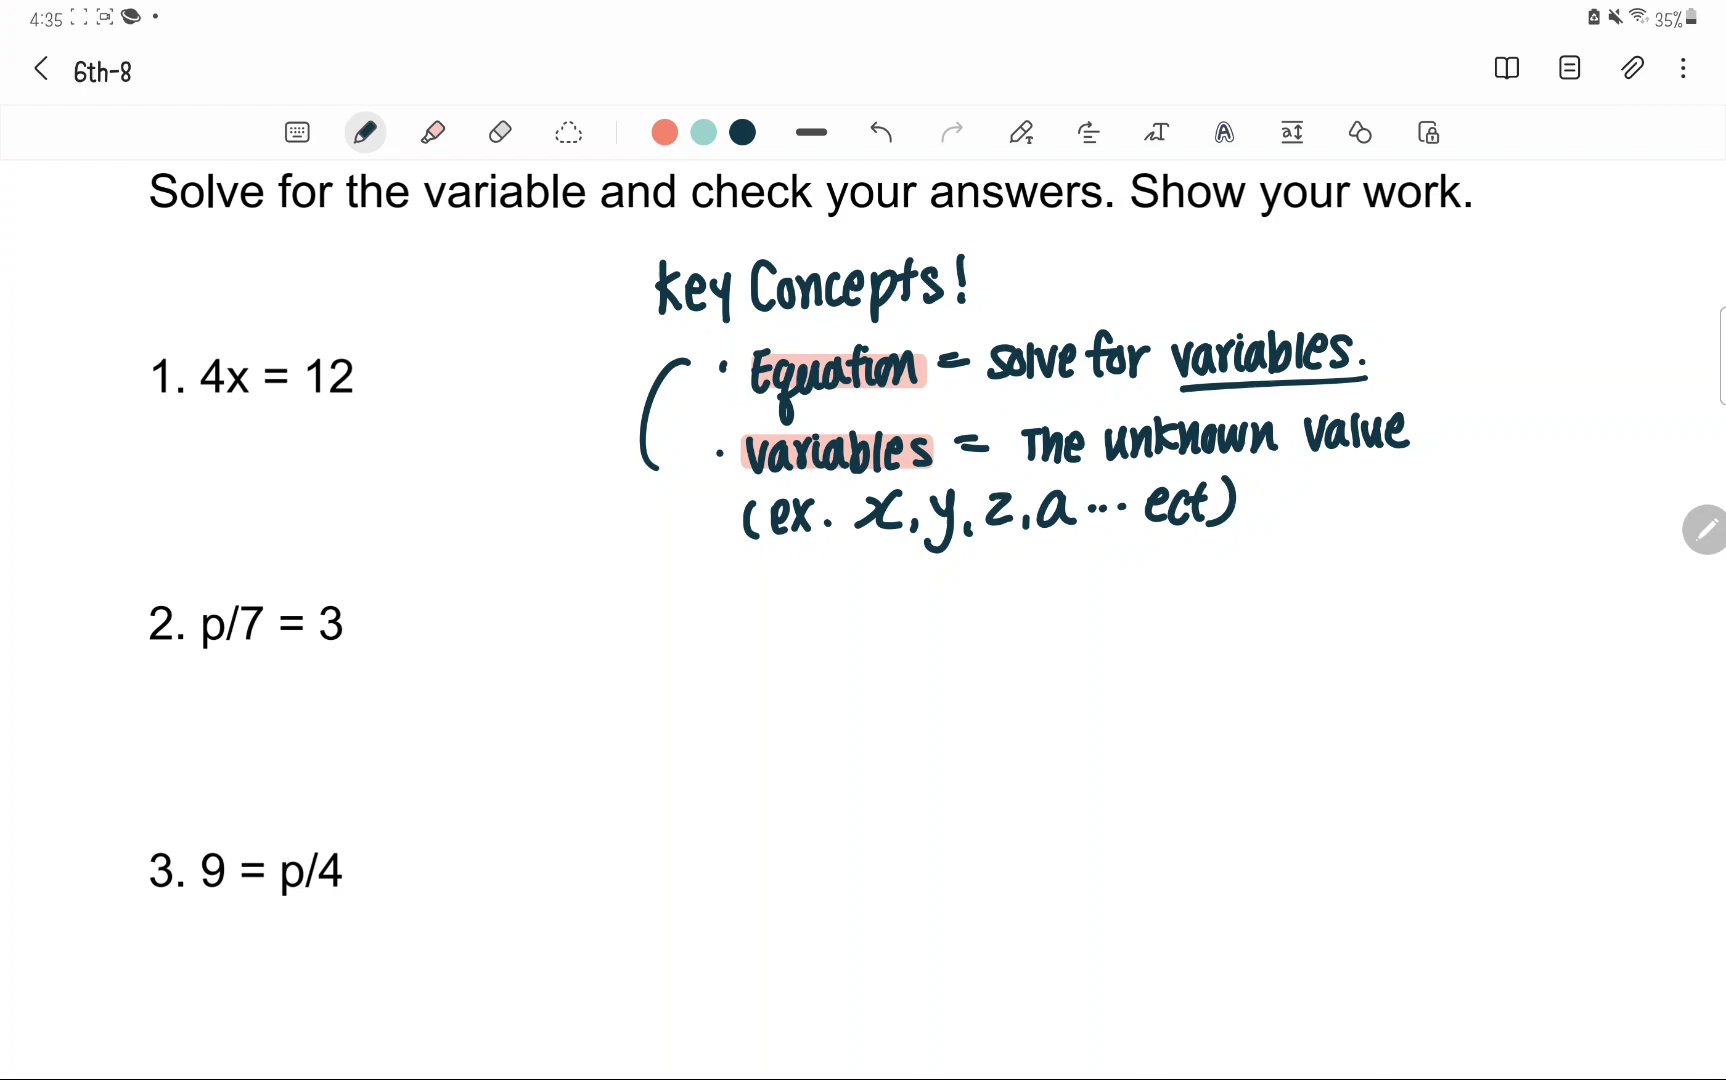 4:35
35%
6th-8
Solve for the variable and check your answers. Show your work.
Key Concepts!
1. 4x = 12
• Equation = solve for variables.
• variables = The unknown value
(ex. x, y, z, a ... ect)
2. p/7 = 3
3. 9 = p/4